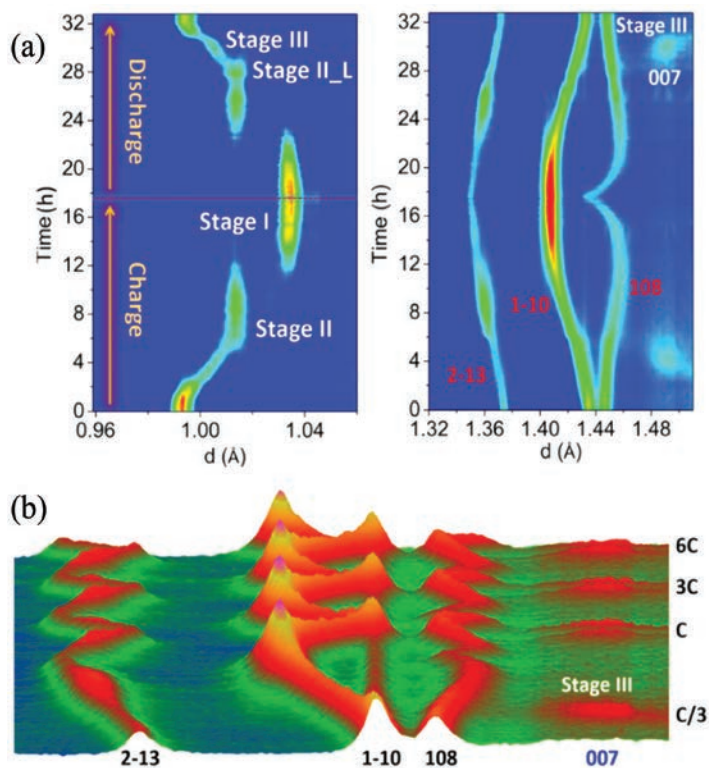 (a)
32
28
24
20
16
12
8
4
0
Time (h)
Discharge
Charge
Stage III
Stage II_L
Stage I
Stage II
0.96
1.00
1.04
d (Å)
32
28
24
20
16
12
8
4
0
Time (h)
Stage III
007
2-13
1-10
108
1.32
1.36
1.40
1.44
1.48
d (Å)
(b)
6C
3C
C
Stage III
C/3
2-13
1-10
108
007